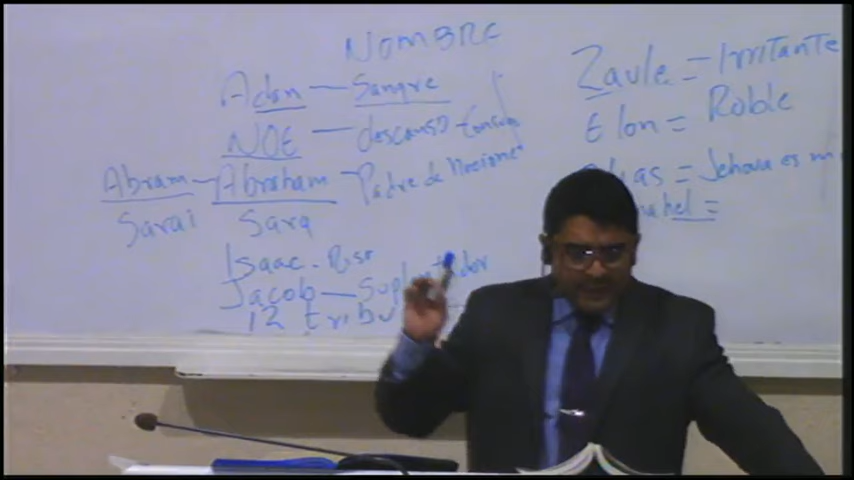 NOMBRE
Adan — Sangre
NOE — descanso -
Abram — Abraham - Padre de Naciones
Sarai Sara
Isaac - Risa
Jacob — Suplantador
12 tribu
Zaule = Irritante
Elon = Roble
= Jehova es mi